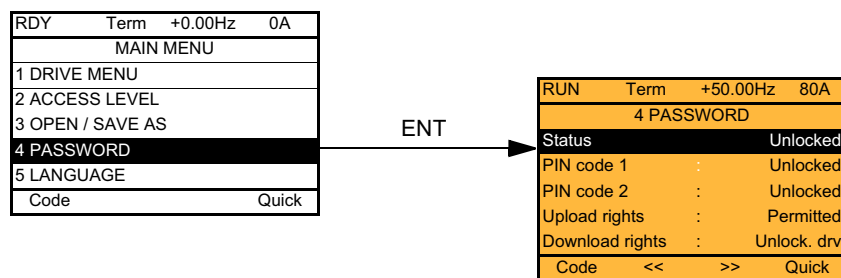 RDY Term +0.00Hz 0A
MAIN MENU
1 DRIVE MENU
2 ACCESS LEVEL
3 OPEN / SAVE AS
4 PASSWORD
5 LANGUAGE
Code Quick
ENT
RUN Term +50.00Hz 80A
4 PASSWORD
Status Unlocked
PIN code 1 : Unlocked
PIN code 2 : Unlocked
Upload rights : Permitted
Download rights : Unlock. drv
Code << >> Quick